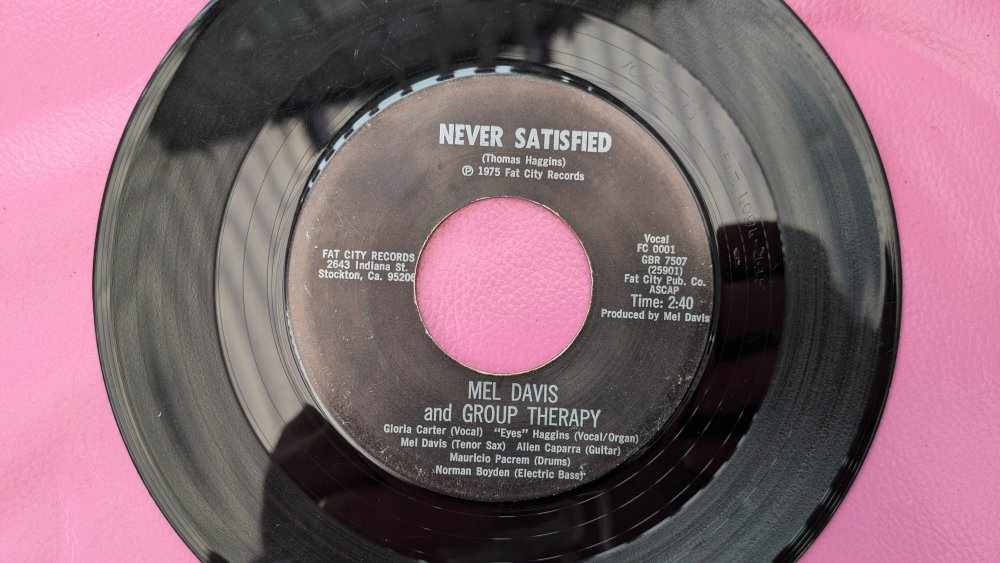 NEVER SATISFIED
(Thomas Haggins)
℗ 1975 Fat City Records
FAT CITY RECORDS
2643 Indiana St.
Stockton, Ca. 95206
Vocal
FC 0001
GBR 7507
(25901)
Fat City Pub. Co.
ASCAP
Time: 2:40
Produced by Mel Davis
MEL DAVIS
and GROUP THERAPY
Gloria Carter (Vocal) "Eyes" Haggins (Vocal/Organ)
Mel Davis (Tenor Sax) Allen Caparra (Guitar)
Mauricio Pacrem (Drums)
Norman Boyden (Electric Bass)